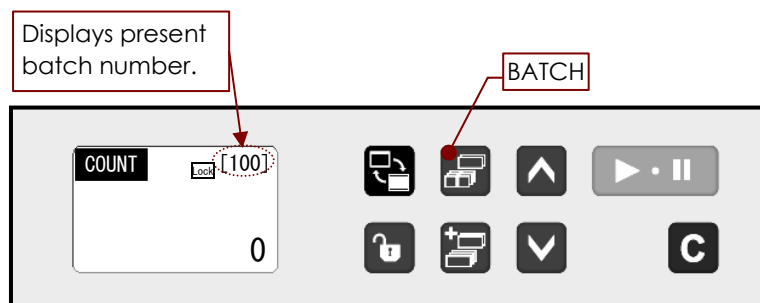 Displays present
batch number.
BATCH
COUNT
Lock
[100]
0
C